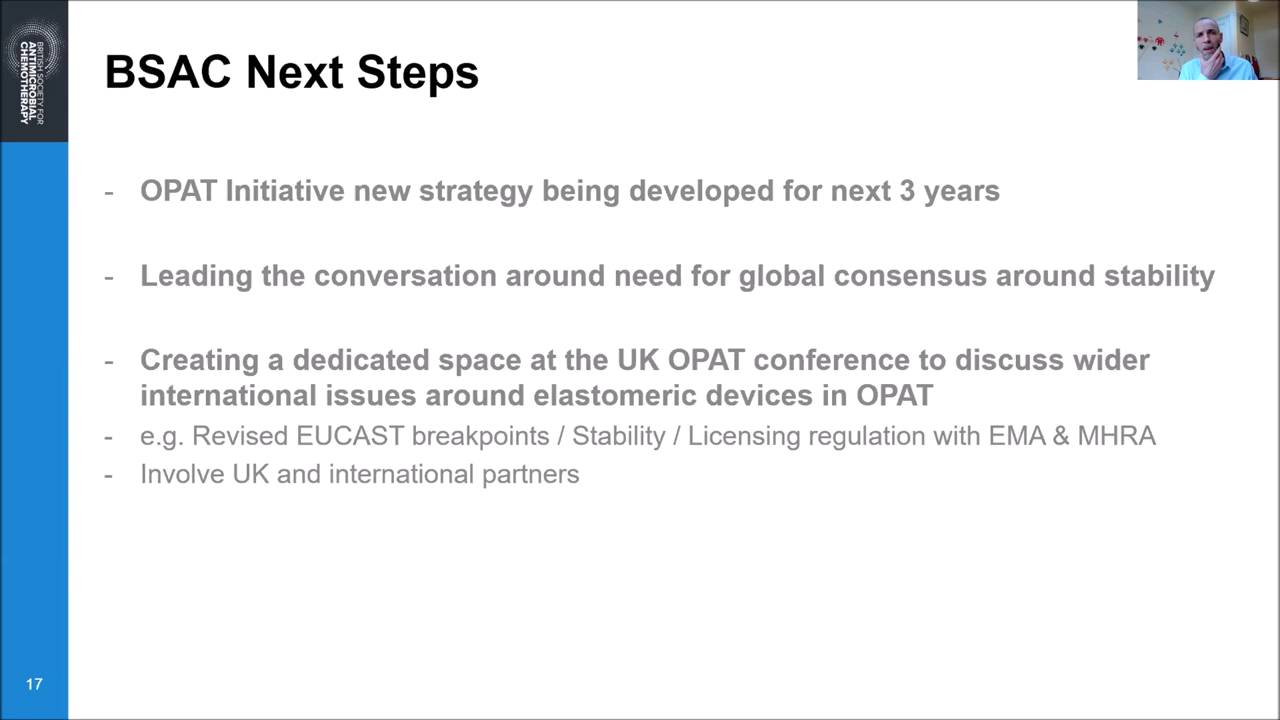 BRITISH SOCIETY FOR
ANTIMICROBIAL
CHEMOTHERAPY
BSAC Next Steps
- OPAT Initiative new strategy being developed for next 3 years
- Leading the conversation around need for global consensus around stability
- Creating a dedicated space at the UK OPAT conference to discuss wider
international issues around elastomeric devices in OPAT
- e.g. Revised EUCAST breakpoints / Stability / Licensing regulation with EMA & MHRA
- Involve UK and international partners
17